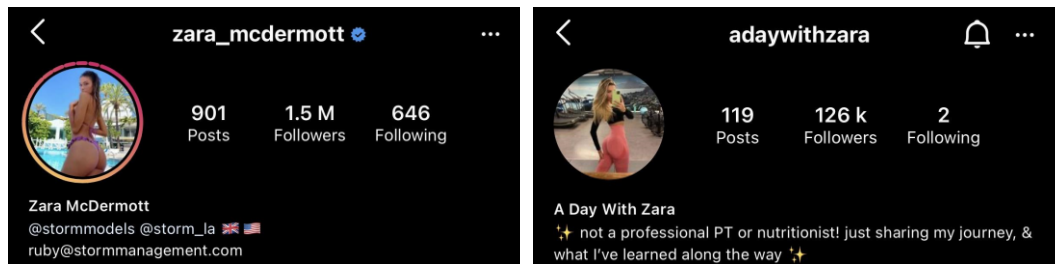 zara_mcdermott
901 1.5 M 646
Posts Followers Following
Zara McDermott
@stormmodels @storm_la 🇬🇧 🇺🇸
ruby@stormmanagement.com
adaywithzara
119 126 k 2
Posts Followers Following
A Day With Zara
✨ not a professional PT or nutritionist! just sharing my journey, &
what I’ve learned along the way ✨